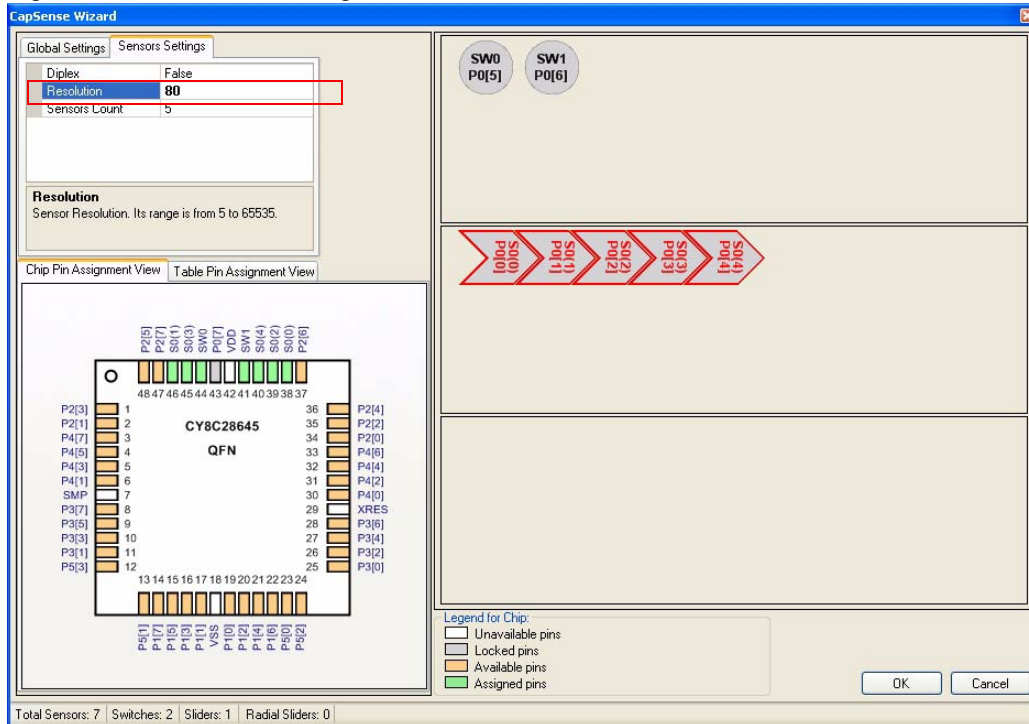 CapSense Wizard
Global Settings
Sensors Settings
Diplex False
Resolution 80
Sensors Count 5
Resolution
Sensor Resolution. Its range is from 5 to 65535.
SW0
P0[5]
SW1
P0[6]
S0(0)
P0[0]
S0(1)
P0[1]
S0(2)
P0[2]
S0(3)
P0[3]
S0(4)
P0[4]
Chip Pin Assignment View
Table Pin Assignment View
P2[5] P2[7] S0(1) S0(3) SW0 P0[7] VDD SW1 S0(4) S0(2) S0(0) P2[6]
48 47 46 45 44 43 42 41 40 39 38 37
P2[3] 1 36 P2[4]
P2[1] 2 CY8C28645 35 P2[2]
P4[7] 3 34 P2[0]
P4[5] 4 QFN 33 P4[6]
P4[3] 5 32 P4[4]
P4[1] 6 31 P4[2]
SMP 7 30 P4[0]
P3[7] 8 29 XRES
P3[5] 9 28 P3[6]
P3[3] 10 27 P3[4]
P3[1] 11 26 P3[2]
P5[3] 12 25 P3[0]
13 14 15 16 17 18 19 20 21 22 23 24
P5[1] P1[7] P1[5] P1[3] P1[1] VSS P1[0] P1[2] P1[4] P1[6] P5[0] P5[2]
Legend for Chip:
Unavailable pins
Locked pins
Available pins
Assigned pins
OK
Cancel
Total Sensors: 7 Switches: 2 Sliders: 1 Radial Sliders: 0